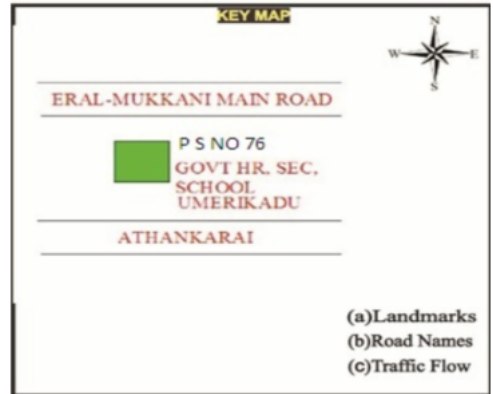 KEY MAP
N
W E
S
ERAL-MUKKANI MAIN ROAD
P S NO 76
GOVT HR. SEC,
SCHOOL
UMERIKADU
ATHANKARAI
(a)Landmarks
(b)Road Names
(c)Traffic Flow